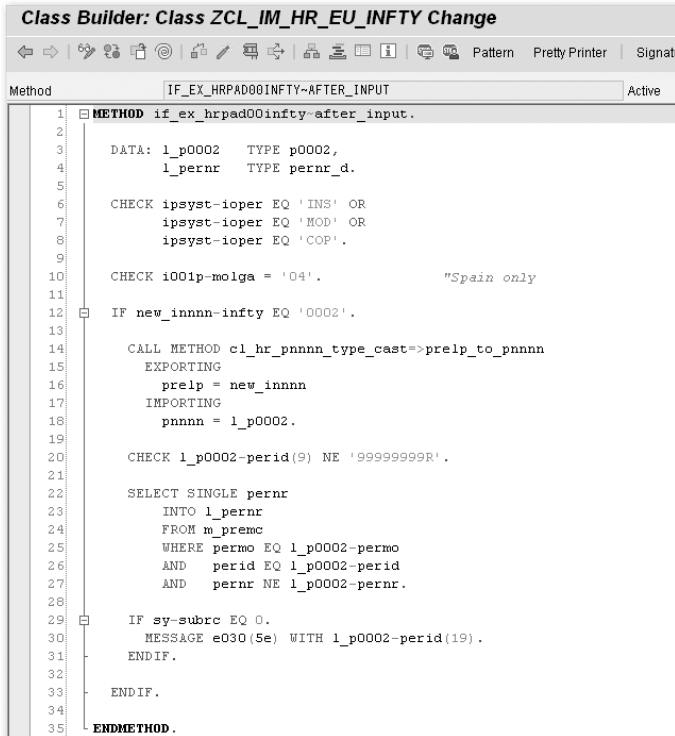 Class Builder: Class ZCL_IM_HR_EU_INFTY Change
Pattern Pretty Printer Signat
Method IF_EX_HRPAD00INFTY~AFTER_INPUT Active
1 METHOD if_ex_hrpad00infty~after_input.
2
3 DATA: l_p0002 TYPE p0002,
4 l_pernr TYPE pernr_d.
5
6 CHECK ipsyst-ioper EQ 'INS' OR
7 ipsyst-ioper EQ 'MOD' OR
8 ipsyst-ioper EQ 'COP'.
9
10 CHECK i001p-molga = '04'. "Spain only
11
12 IF new_innnn-infty EQ '0002'.
13
14 CALL METHOD cl_hr_pnnnn_type_cast=>prelp_to_pnnnn
15 EXPORTING
16 prelp = new_innnn
17 IMPORTING
18 pnnnn = l_p0002.
19
20 CHECK l_p0002-perid(9) NE '99999999R'.
21
22 SELECT SINGLE pernr
23 INTO l_pernr
24 FROM m_premc
25 WHERE permo EQ l_p0002-permo
26 AND perid EQ l_p0002-perid
27 AND pernr NE l_p0002-pernr.
28
29 IF sy-subrc EQ 0.
30 MESSAGE e030(5e) WITH l_p0002-perid(19).
31 ENDIF.
32
33 ENDIF.
34
35 ENDMETHOD.